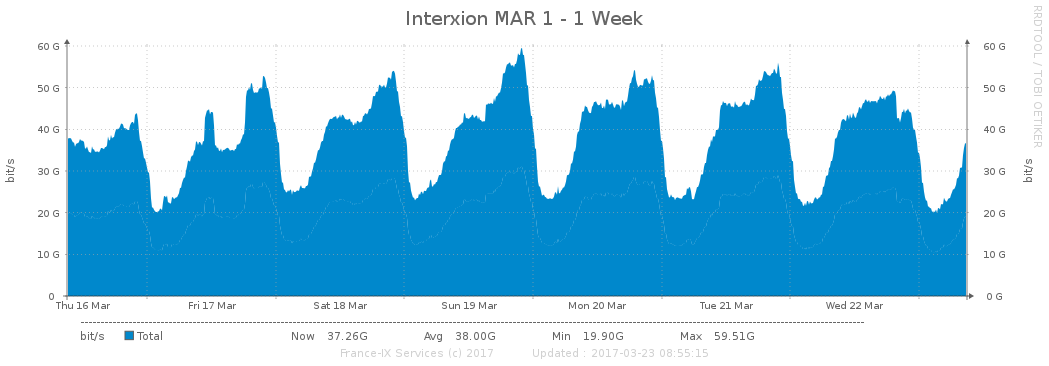 Interxion MAR 1 - 1 Week
RRDTOOL / TOBI OETIKER
bit/s
60 G
50 G
40 G
30 G
20 G
10 G
0
60 G
50 G
40 G
30 G
20 G
10 G
0 G
bit/s
Thu 16 Mar Fri 17 Mar Sat 18 Mar Sun 19 Mar Mon 20 Mar Tue 21 Mar Wed 22 Mar
bit/s Total Now 37.26G Avg 38.00G Min 19.90G Max 59.51G
France-IX Services (c) 2017 Updated : 2017-03-23 08:55:15